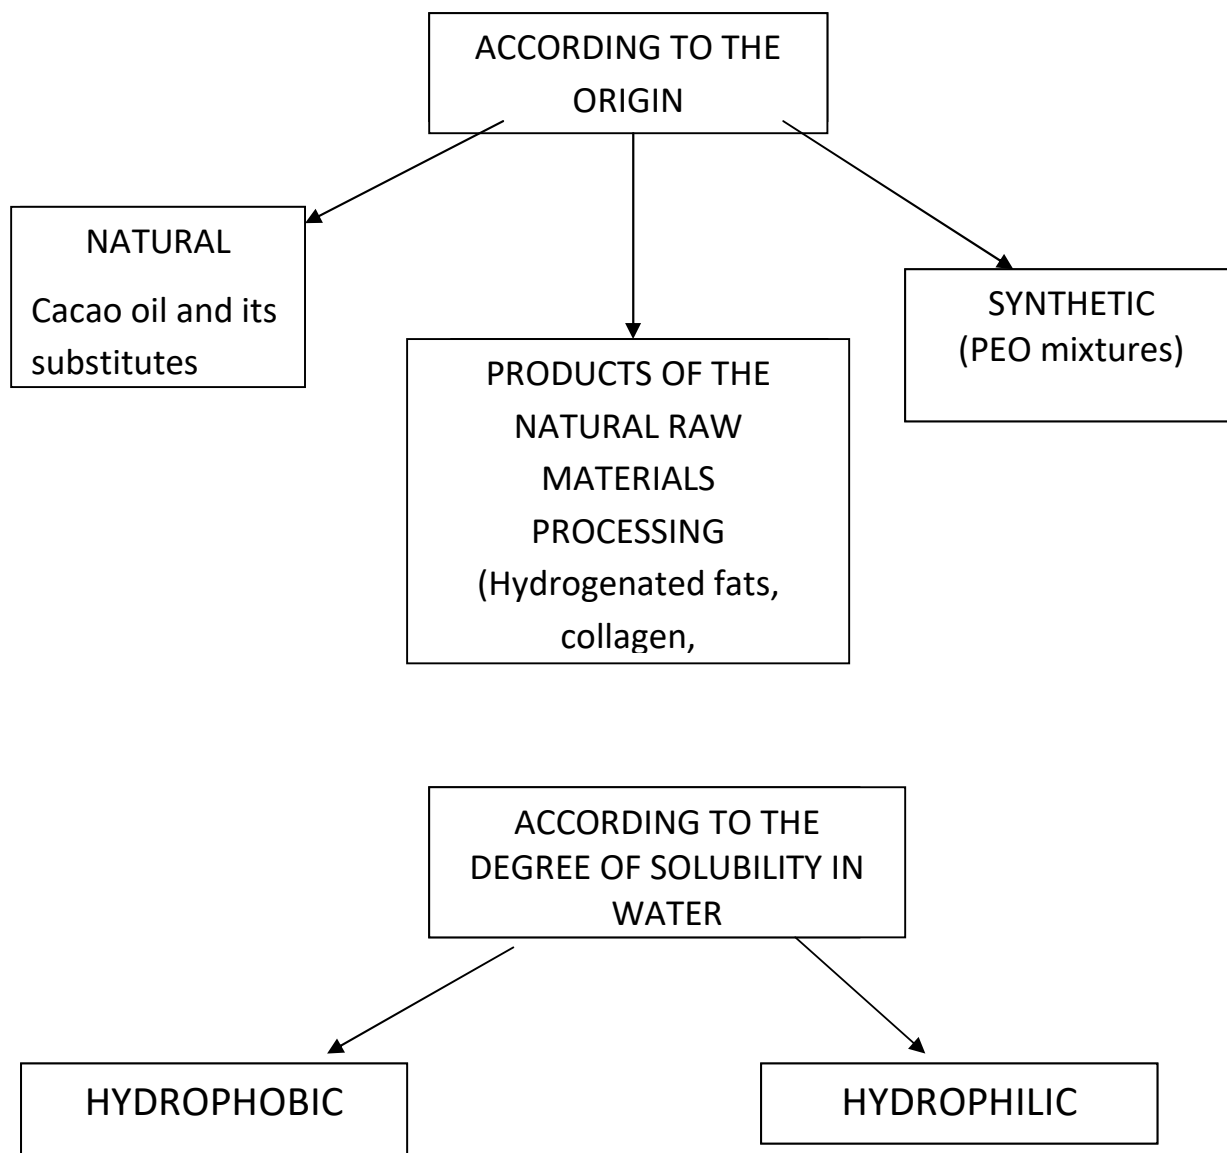 ACCORDING TO THE
ORIGIN
NATURAL
Cacao oil and its
substitutes
SYNTHETIC
(PEO mixtures)
PRODUCTS OF THE
NATURAL RAW
MATERIALS
PROCESSING
(Hydrogenated fats,
collagen,
ACCORDING TO THE
DEGREE OF SOLUBILITY IN
WATER
HYDROPHOBIC
HYDROPHILIC